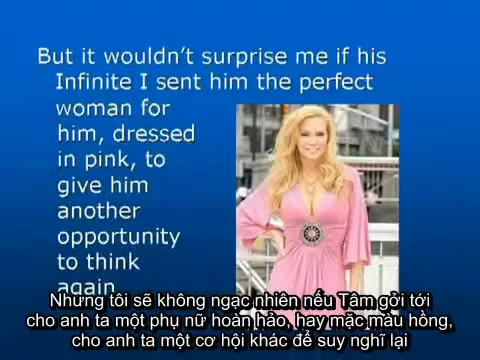 But it wouldn't surprise me if his
Infinite I sent him the perfect
woman for
him, dressed
in pink, to
give him
another
opportunity
to think
again
Nhưng tôi sẽ không ngạc nhiên nếu Tâm gởi tới
cho anh ta một phụ nữ hoàn hảo, hay mặc màu hồng,
cho anh ta một cơ hội khác để suy nghĩ lại